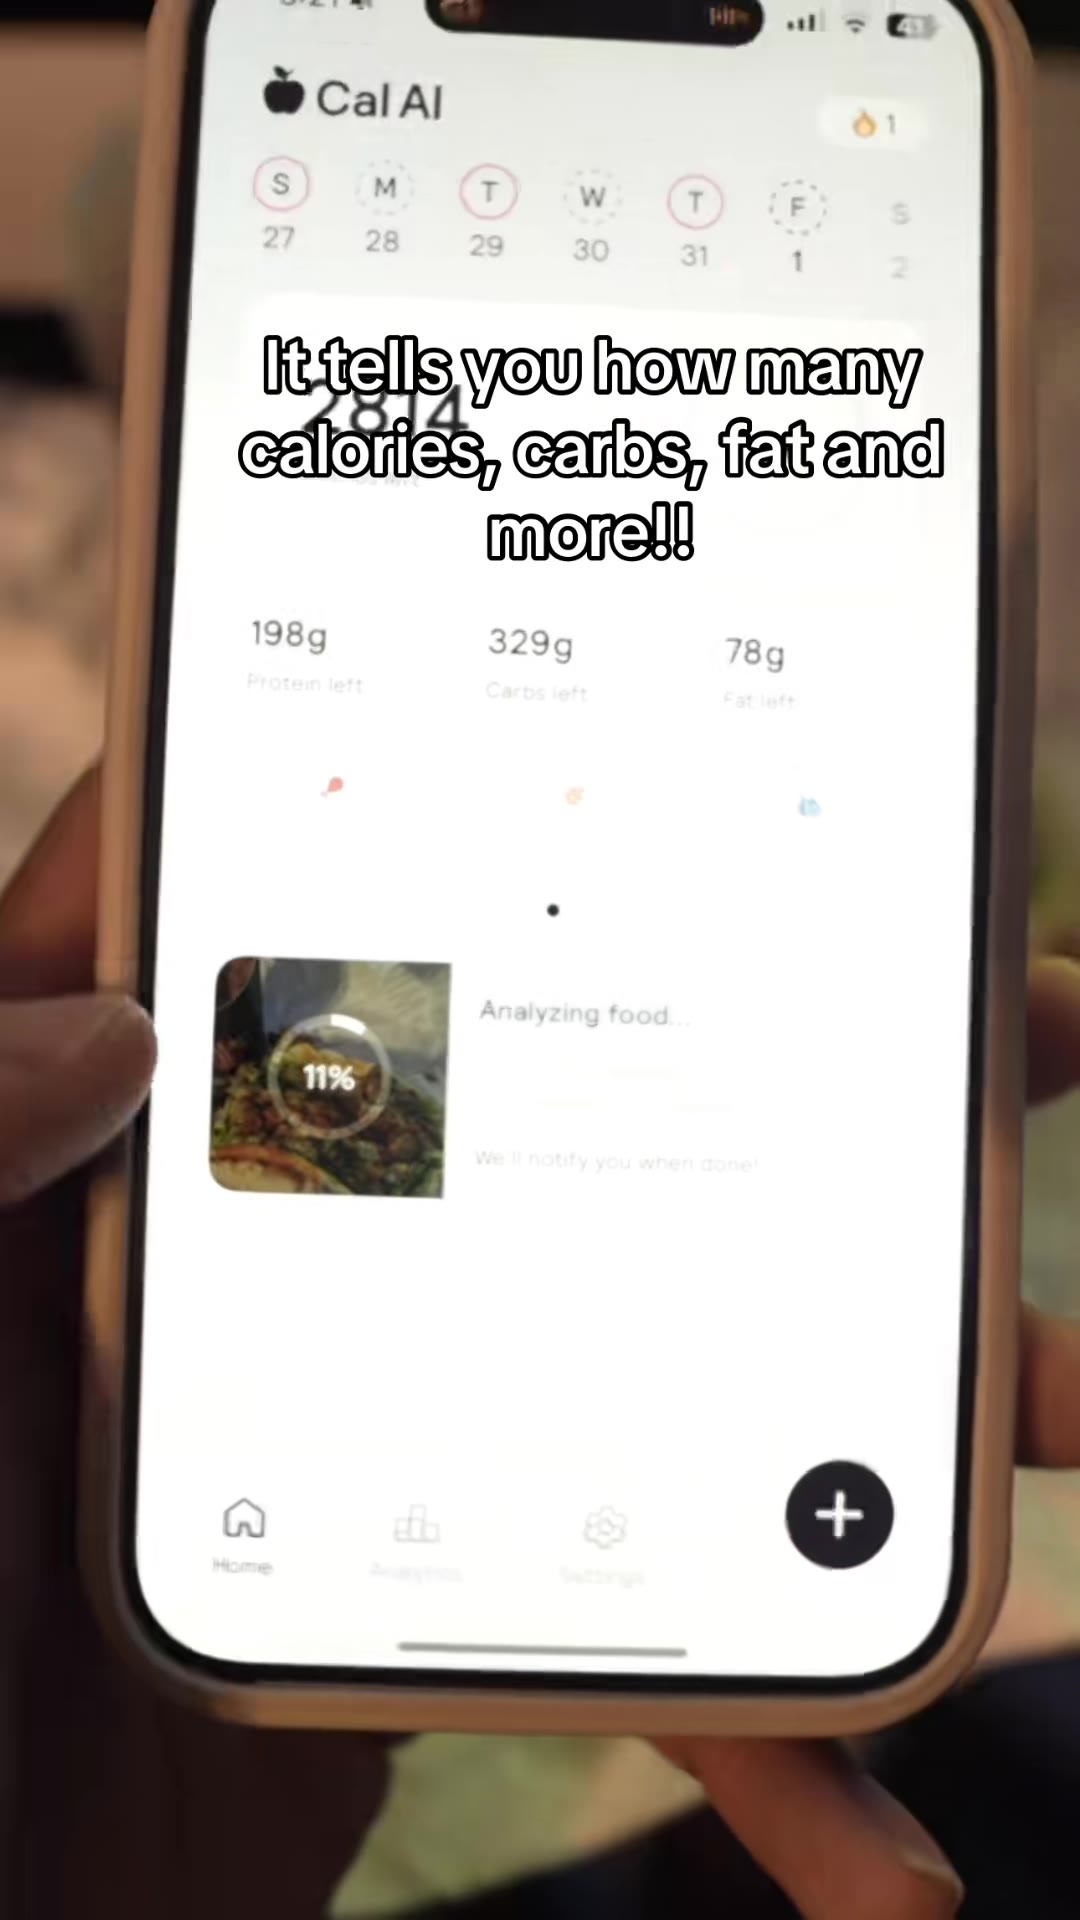 Cal AI
1
S M T W T F S
27 28 29 30 31 1 2
It tells you how many
2814
calories, carbs, fat and
more!!
198g 329g 78g
Protein left Carbs left Fat left
11%
Analyzing food...
We'll notify you when done!
Home Analytics Settings